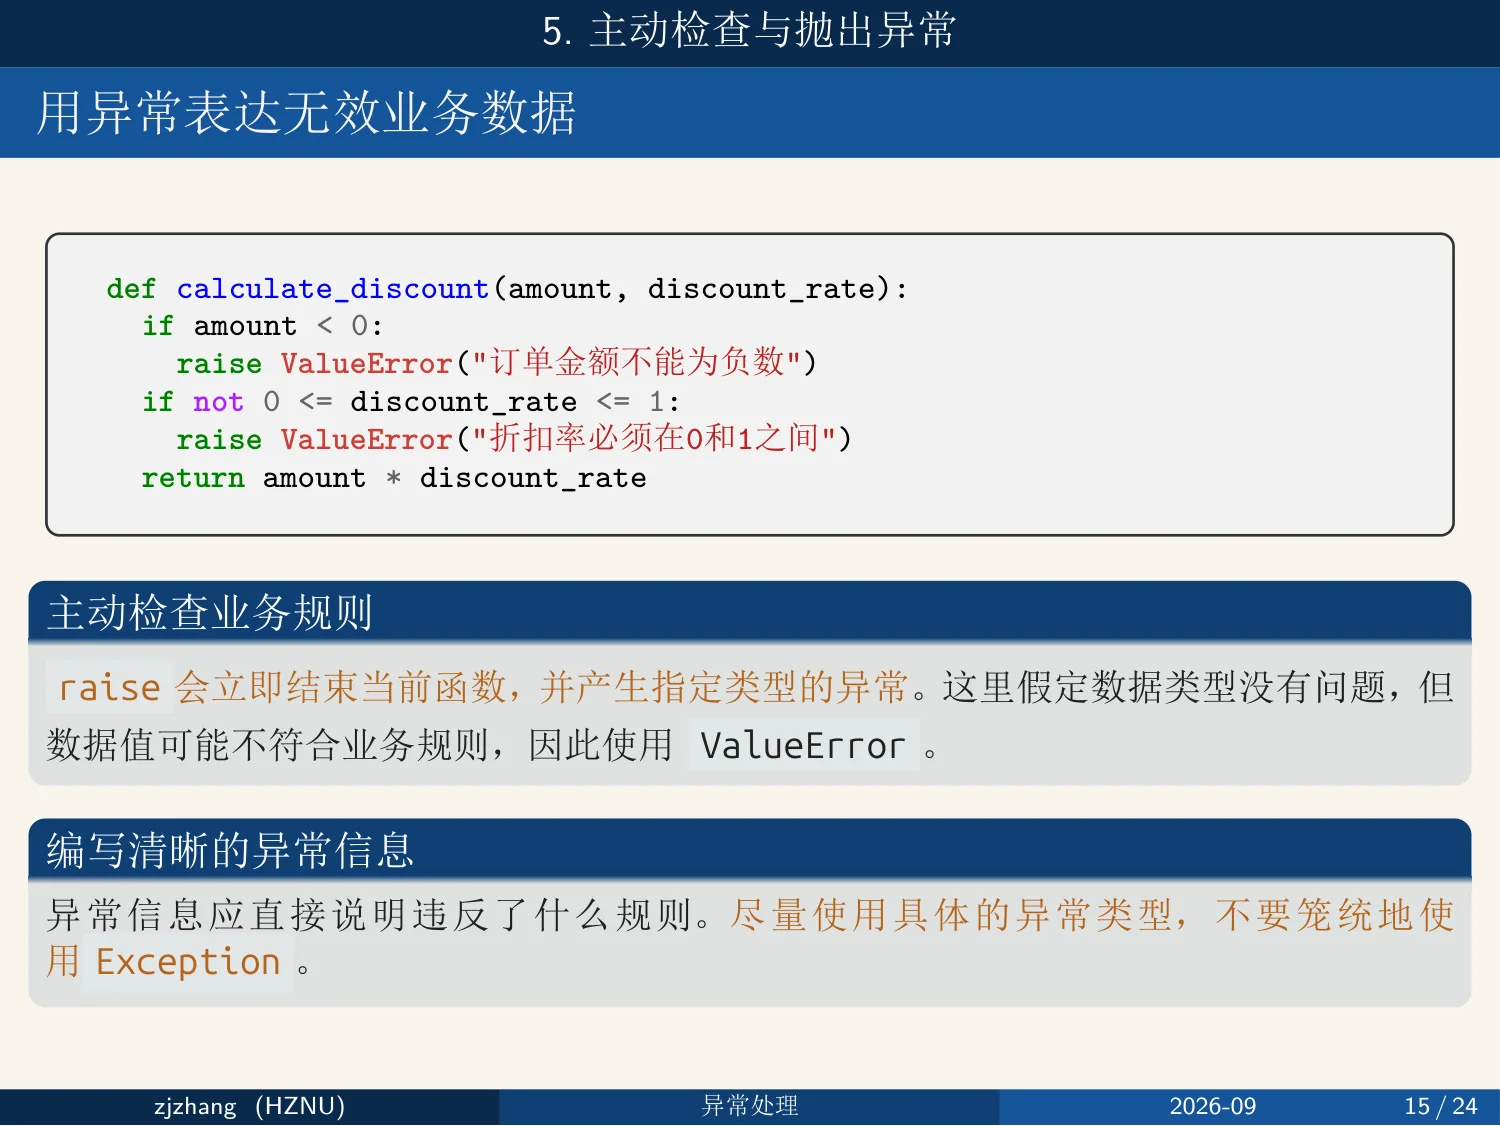 5. 主动检查与抛出异常
用异常表达无效业务数据
def calculate_discount(amount, discount_rate):
  if amount < 0:
    raise ValueError("订单金额不能为负数")
  if not 0 <= discount_rate <= 1:
    raise ValueError("折扣率必须在0和1之间")
  return amount * discount_rate
主动检查业务规则
raise 会立即结束当前函数，并产生指定类型的异常。这里假定数据类型没有问题，但
数据值可能不符合业务规则，因此使用 ValueError 。
编写清晰的异常信息
异常信息应直接说明违反了什么规则。尽量使用具体的异常类型，不要笼统地使
用 Exception 。
zjzhang (HZNU)
异常处理
2026-09
15 / 24